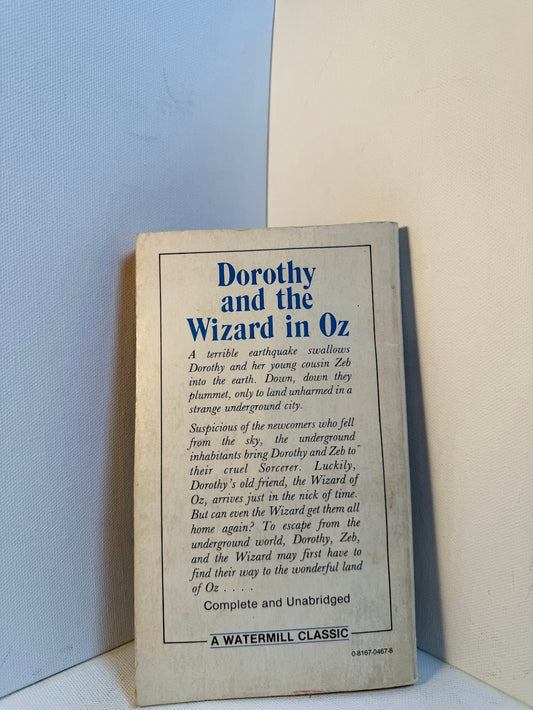 Dorothy
and the
Wizard in Oz
A terrible earthquake swallows
Dorothy and her young cousin Zeb
into the earth. Down, down they
plummet, only to land unharmed in a
strange underground city.
Suspicious of the newcomers who fell
from the sky, the underground
inhabitants bring Dorothy and Zeb to
their cruel Sorcerer. Luckily,
Dorothy's old friend, the Wizard of
Oz, arrives just in the nick of time.
But can even the Wizard get them all
home again? To escape from the
underground world, Dorothy, Zeb,
and the Wizard may first have to
find their way to the wonderful land
of Oz . . . .
Complete and Unabridged
A WATERMILL CLASSIC
0-8167-0467-8